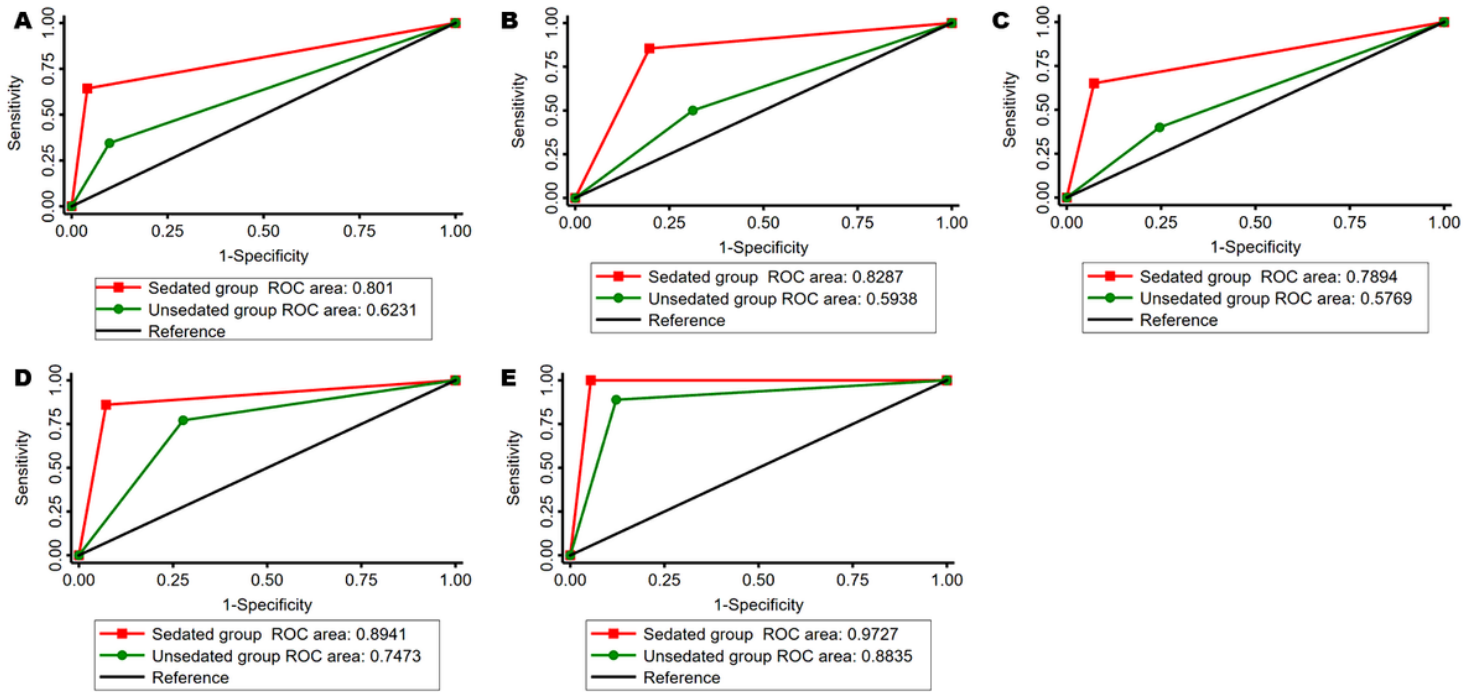 A
Sensitivity
1.00
0.75
0.50
0.25
0.00
0.00 0.25 0.50 0.75 1.00
1-Specificity
Sedated group ROC area: 0.801
Unsedated group ROC area: 0.6231
Reference
B
Sensitivity
1.00
0.75
0.50
0.25
0.00
0.00 0.25 0.50 0.75 1.00
1-Specificity
Sedated group ROC area: 0.8287
Unsedated group ROC area: 0.5938
Reference
C
Sensitivity
1.00
0.75
0.50
0.25
0.00
0.00 0.25 0.50 0.75 1.00
1-Specificity
Sedated group ROC area: 0.7894
Unsedated group ROC area: 0.5769
Reference
D
Sensitivity
1.00
0.75
0.50
0.25
0.00
0.00 0.25 0.50 0.75 1.00
1-Specificity
Sedated group ROC area: 0.8941
Unsedated group ROC area: 0.7473
Reference
E
Sensitivity
1.00
0.75
0.50
0.25
0.00
0.00 0.25 0.50 0.75 1.00
1-Specificity
Sedated group ROC area: 0.9727
Unsedated group ROC area: 0.8835
Reference